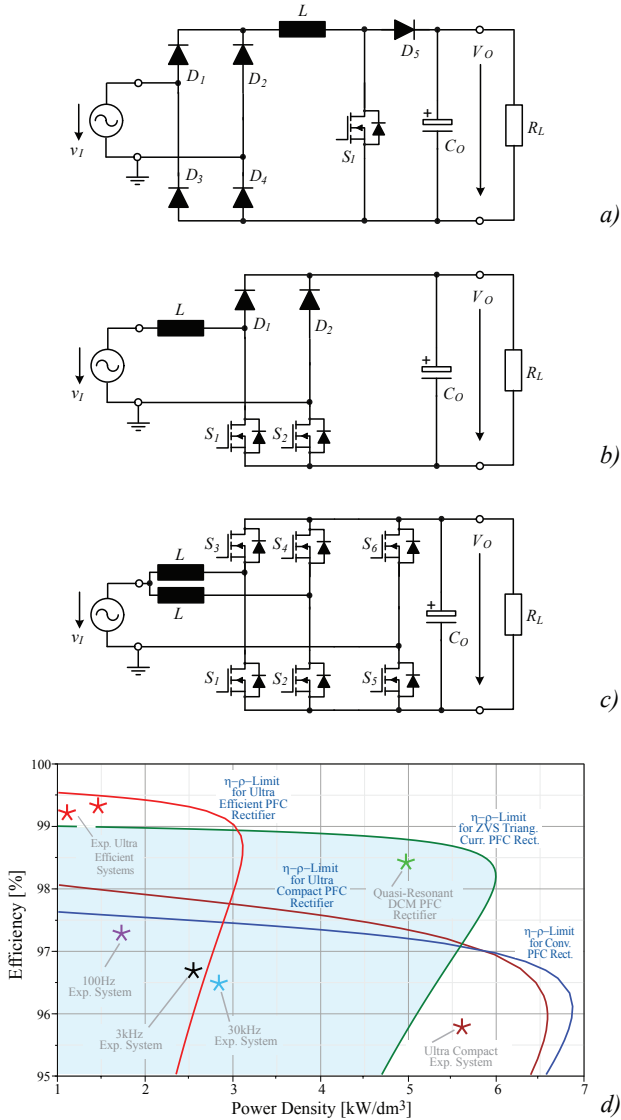 L
D5
D1
D2
VO
vI
S1
CO
RL
D3
D4
a)
L
D1
D2
VO
vI
CO
RL
S1
S2
b)
S3
S4
S6
VO
L
L
vI
CO
RL
S1
S2
S5
c)
100
99
98
97
96
95
Efficiency [%]
η–ρ–Limit
for Ultra
Efficient PFC
Rectifier
η–ρ–Limit
for ZVS Triang.
Curr. PFC Rect.
Exp. Ultra
Efficient
Systems
η–ρ–Limit
for Ultra
Compact PFC
Rectifier
Quasi-Resonant
DCM PFC
Rectifier
η–ρ–Limit
for Conv.
PFC Rect.
100Hz
Exp. System
3kHz
Exp. System
30kHz
Exp. System
Ultra Compact
Exp. System
1 2 3 4 5 6 7
Power Density [kW/dm³]
d)